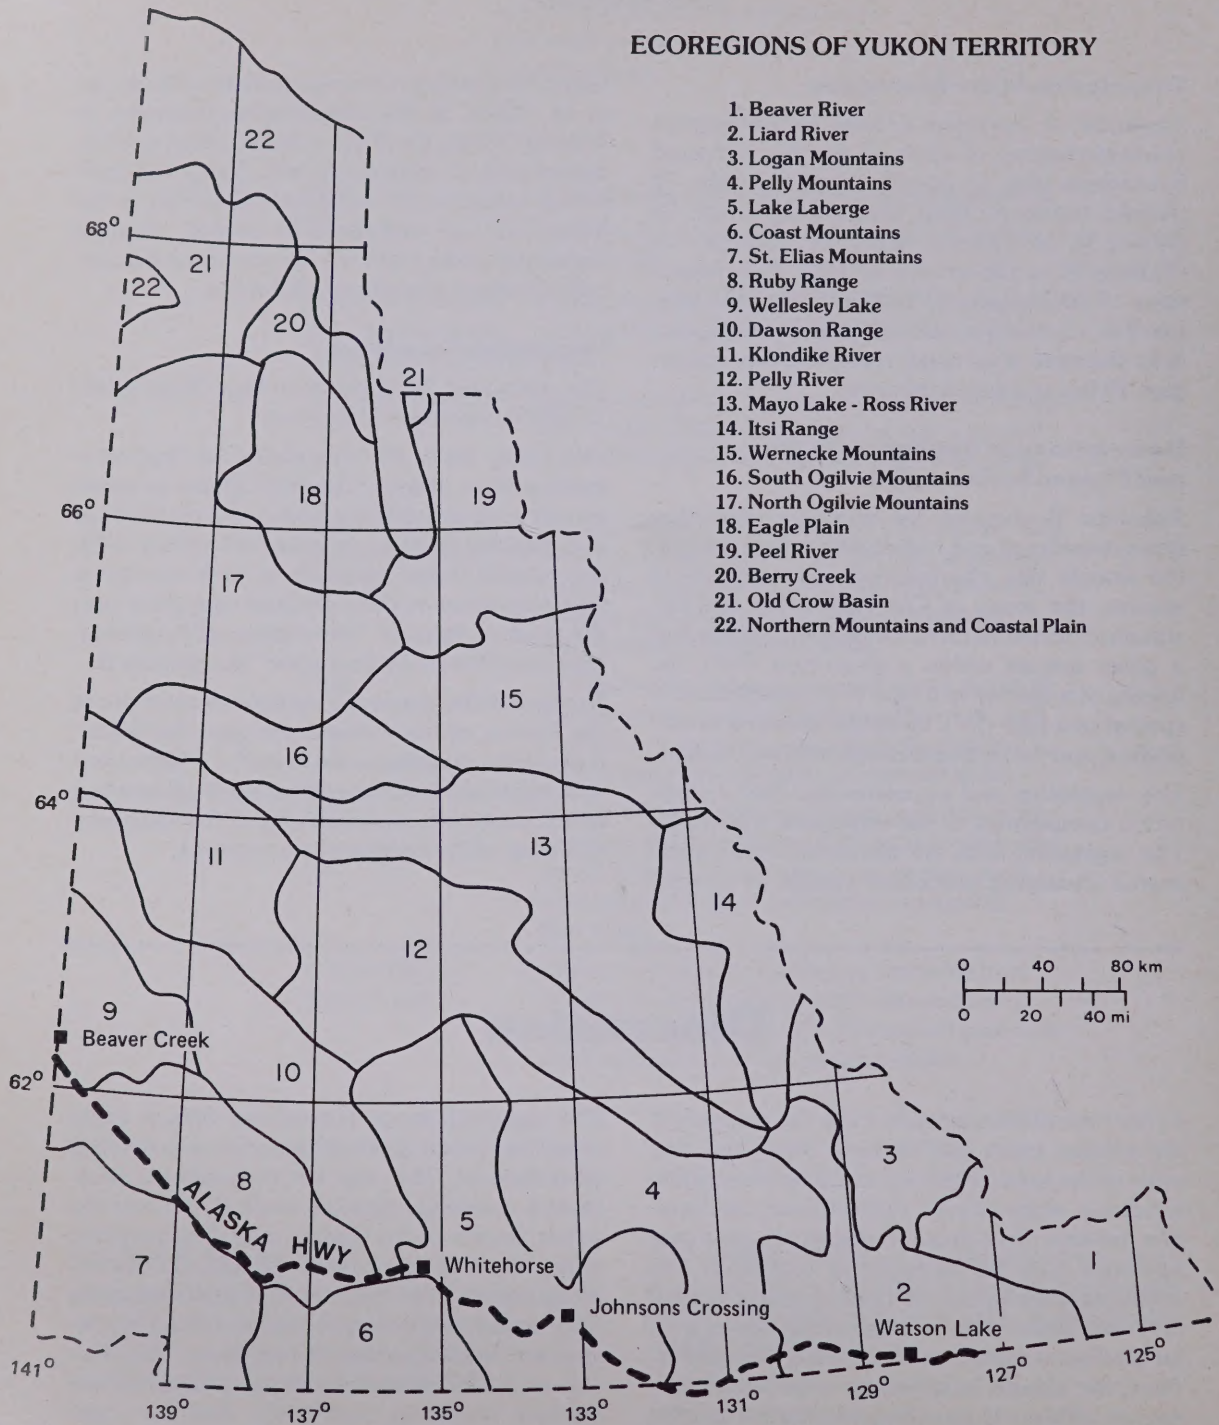 ECOREGIONS OF YUKON TERRITORY
1. Beaver River
2. Liard River
3. Logan Mountains
4. Pelly Mountains
5. Lake Laberge
6. Coast Mountains
7. St. Elias Mountains
8. Ruby Range
9. Wellesley Lake
10. Dawson Range
11. Klondike River
12. Pelly River
13. Mayo Lake - Ross River
14. Itsi Range
15. Wernecke Mountains
16. South Ogilvie Mountains
17. North Ogilvie Mountains
18. Eagle Plain
19. Peel River
20. Berry Creek
21. Old Crow Basin
22. Northern Mountains and Coastal Plain
22
68°
21
22
20
21
18
19
66°
17
15
16
64°
11
13
14
12
0 40 80 km
0 20 40 mi
9
Beaver Creek
10
62°
3
8
4
ALASKA HWY
5
7
Whitehorse
1
2
Johnsons Crossing
6
Watson Lake
141°
139°
137°
135°
133°
131°
129°
127°
125°